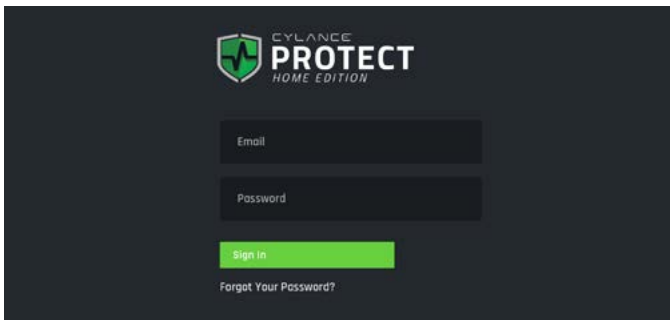 CYLANCE
PROTECT
HOME EDITION
Email
Password
Sign In
Forgot Your Password?